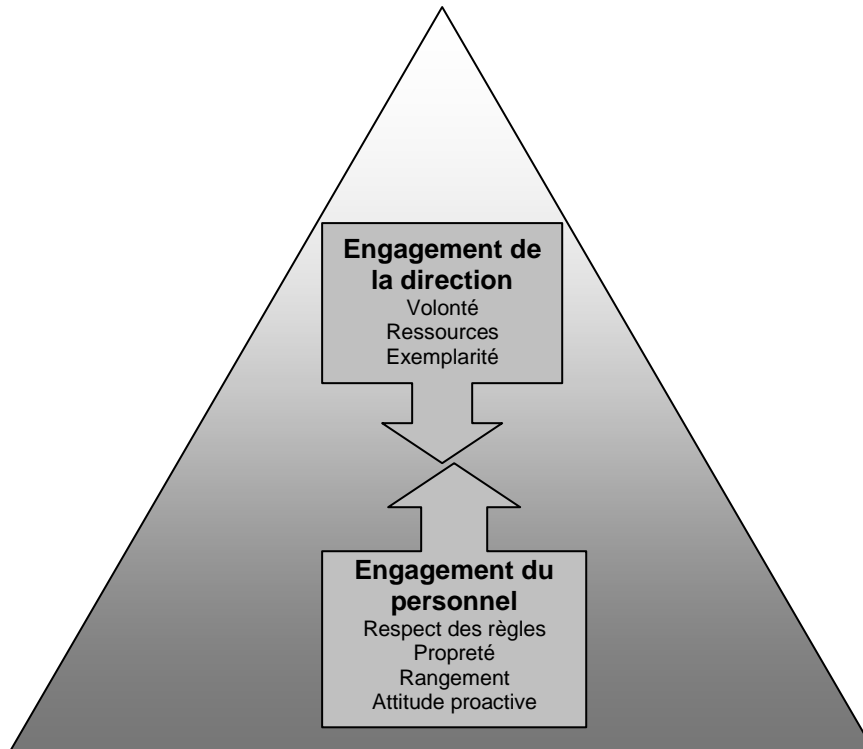 Engagement de
la direction
Volonté
Ressources
Exemplarité
Engagement du
personnel
Respect des règles
Propreté
Rangement
Attitude proactive